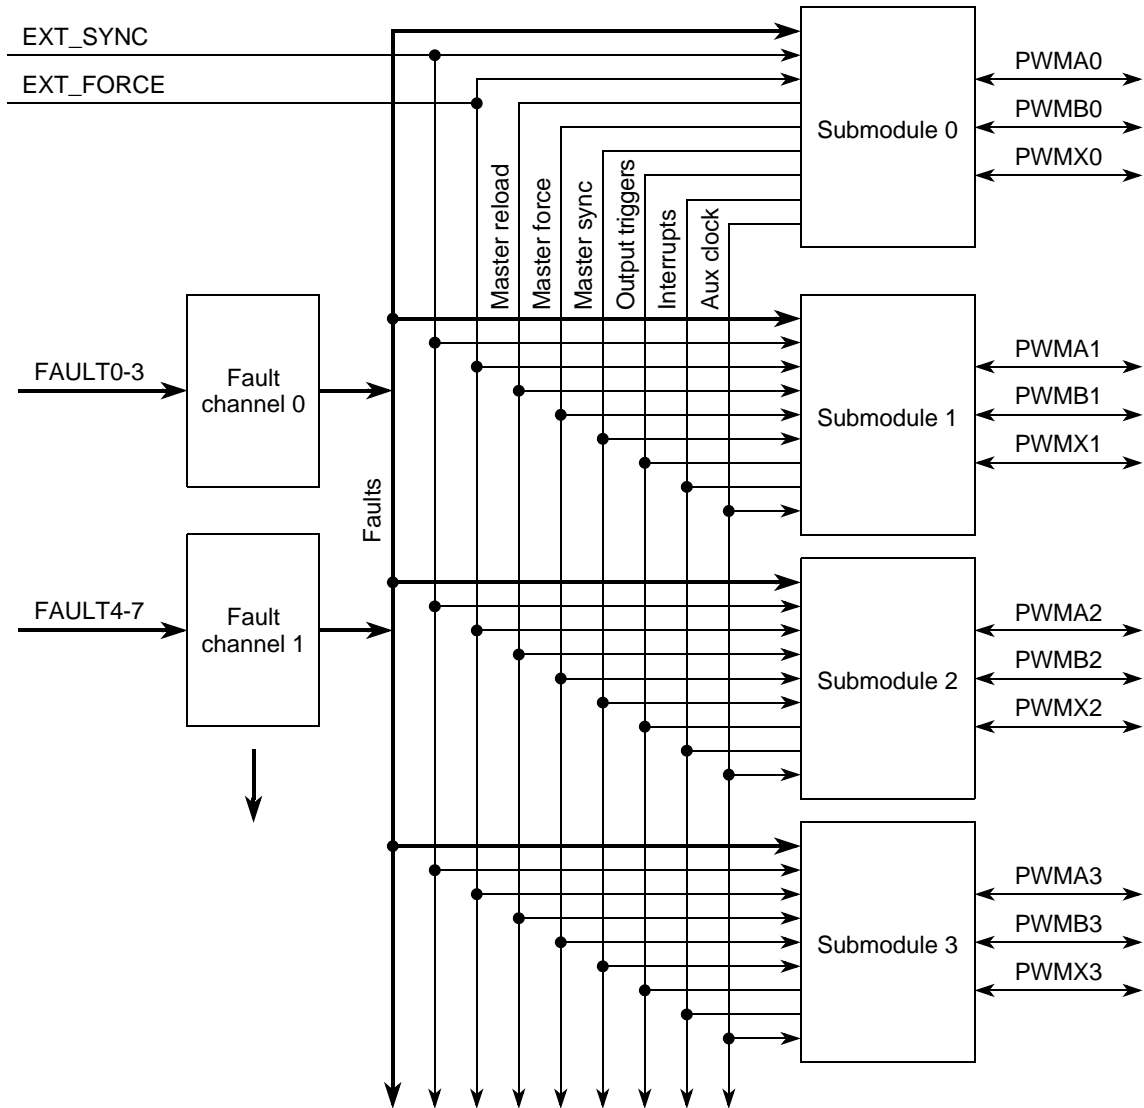 EXT_SYNC
EXT_FORCE
Submodule 0
PWMA0
PWMB0
PWMX0
Master reload
Master force
Master sync
Output triggers
Interrupts
Aux clock
FAULT0-3
Fault
channel 0
Submodule 1
PWMA1
PWMB1
PWMX1
Faults
FAULT4-7
Fault
channel 1
Submodule 2
PWMA2
PWMB2
PWMX2
Submodule 3
PWMA3
PWMB3
PWMX3